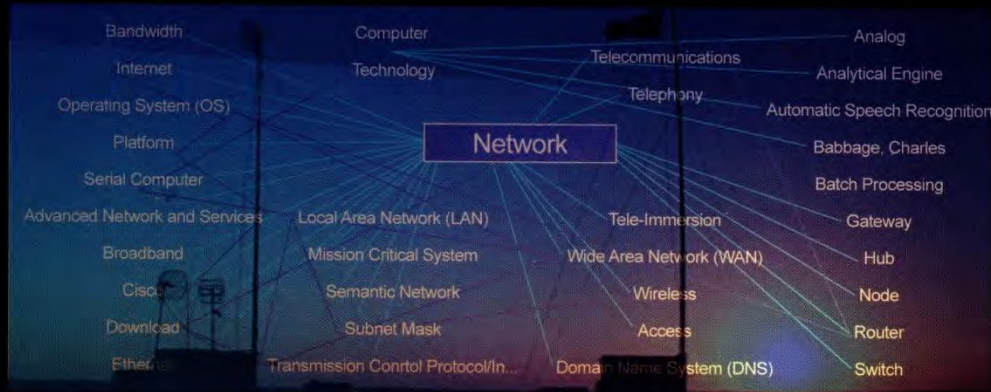 Bandwidth
Internet
Operating System (OS)
Platform
Serial Computer
Advanced Network and Services
Broadband
Cisco
Download
Computer
Technology
Telecommunications
Telephony
Network
Local Area Network (LAN)
Mission Critical System
Semantic Network
Subnet Mask
Transmission Conrtol Protocol/In...
Tele-Immersion
Wide Area Network (WAN)
Wireless
Access
Domain Name System (DNS)
Analog
Analytical Engine
Automatic Speech Recognition
Babbage, Charles
Batch Processing
Gateway
Hub
Node
Router
Switch